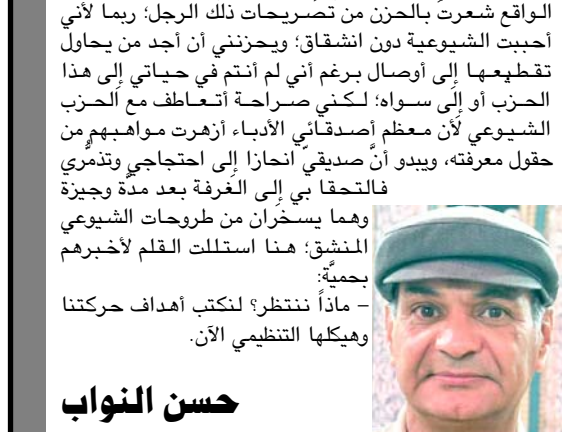 الواقع شعرت بالحزن من تصريحات ذلك الرجل؛ ربما لأني
أحببت الشيوعية دون انشقاق؛ ويحزنني أن أجد من يحاول
تقطيعها إلى أوصال برغم أني لم أنتم في حياتي إلى هذا
الحزب أو إلى سواه؛ لكني صراحة أتعاطف مع الحزب
الشيوعي لأن معظم أصدقائي الأدباء أزهرت مواهبهم من
حقول معرفته، ويبدو أنَّ صديقيّ انحازا إلى احتجاجي وتذمّري
فالتحقا بي إلى الغرفة بعد مدّة وجيزة
وهما يسخران من طروحات الشيوعي
المنشق؛ هنا استللت القلم لأخبرهم
بحميَّة:
– ماذاً ننتظر؟ لنكتب أهداف حركتنا
وهيكلها التنظيمي الآن.
حسن النواب